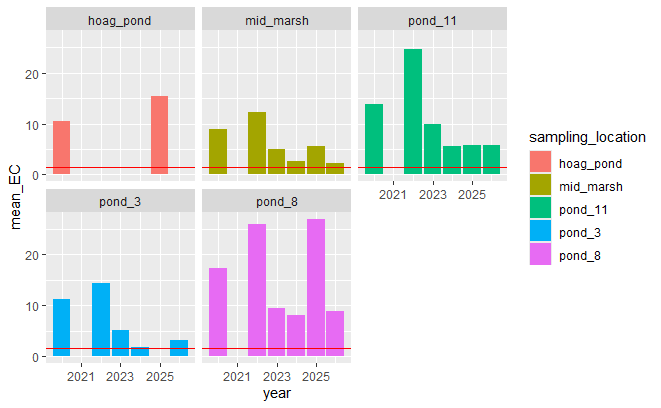 hoag_pond mid_marsh pond_11
20
10
0
2021 2023 2025
pond_3 pond_8
20
10
0
2021 2023 2025 2021 2023 2025
year
mean_EC
sampling_location
hoag_pond
mid_marsh
pond_11
pond_3
pond_8